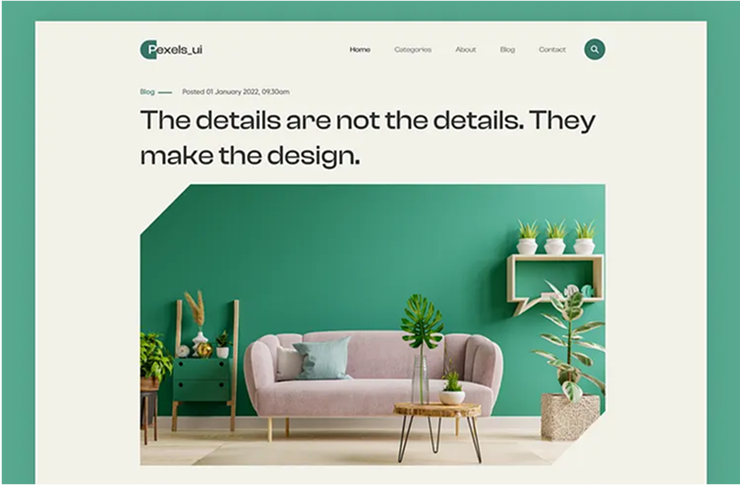 Pexels_ui
Home Categories About Blog Contact
Blog Posted 01 January 2022, 09:30am
The details are not the details. They
make the design.